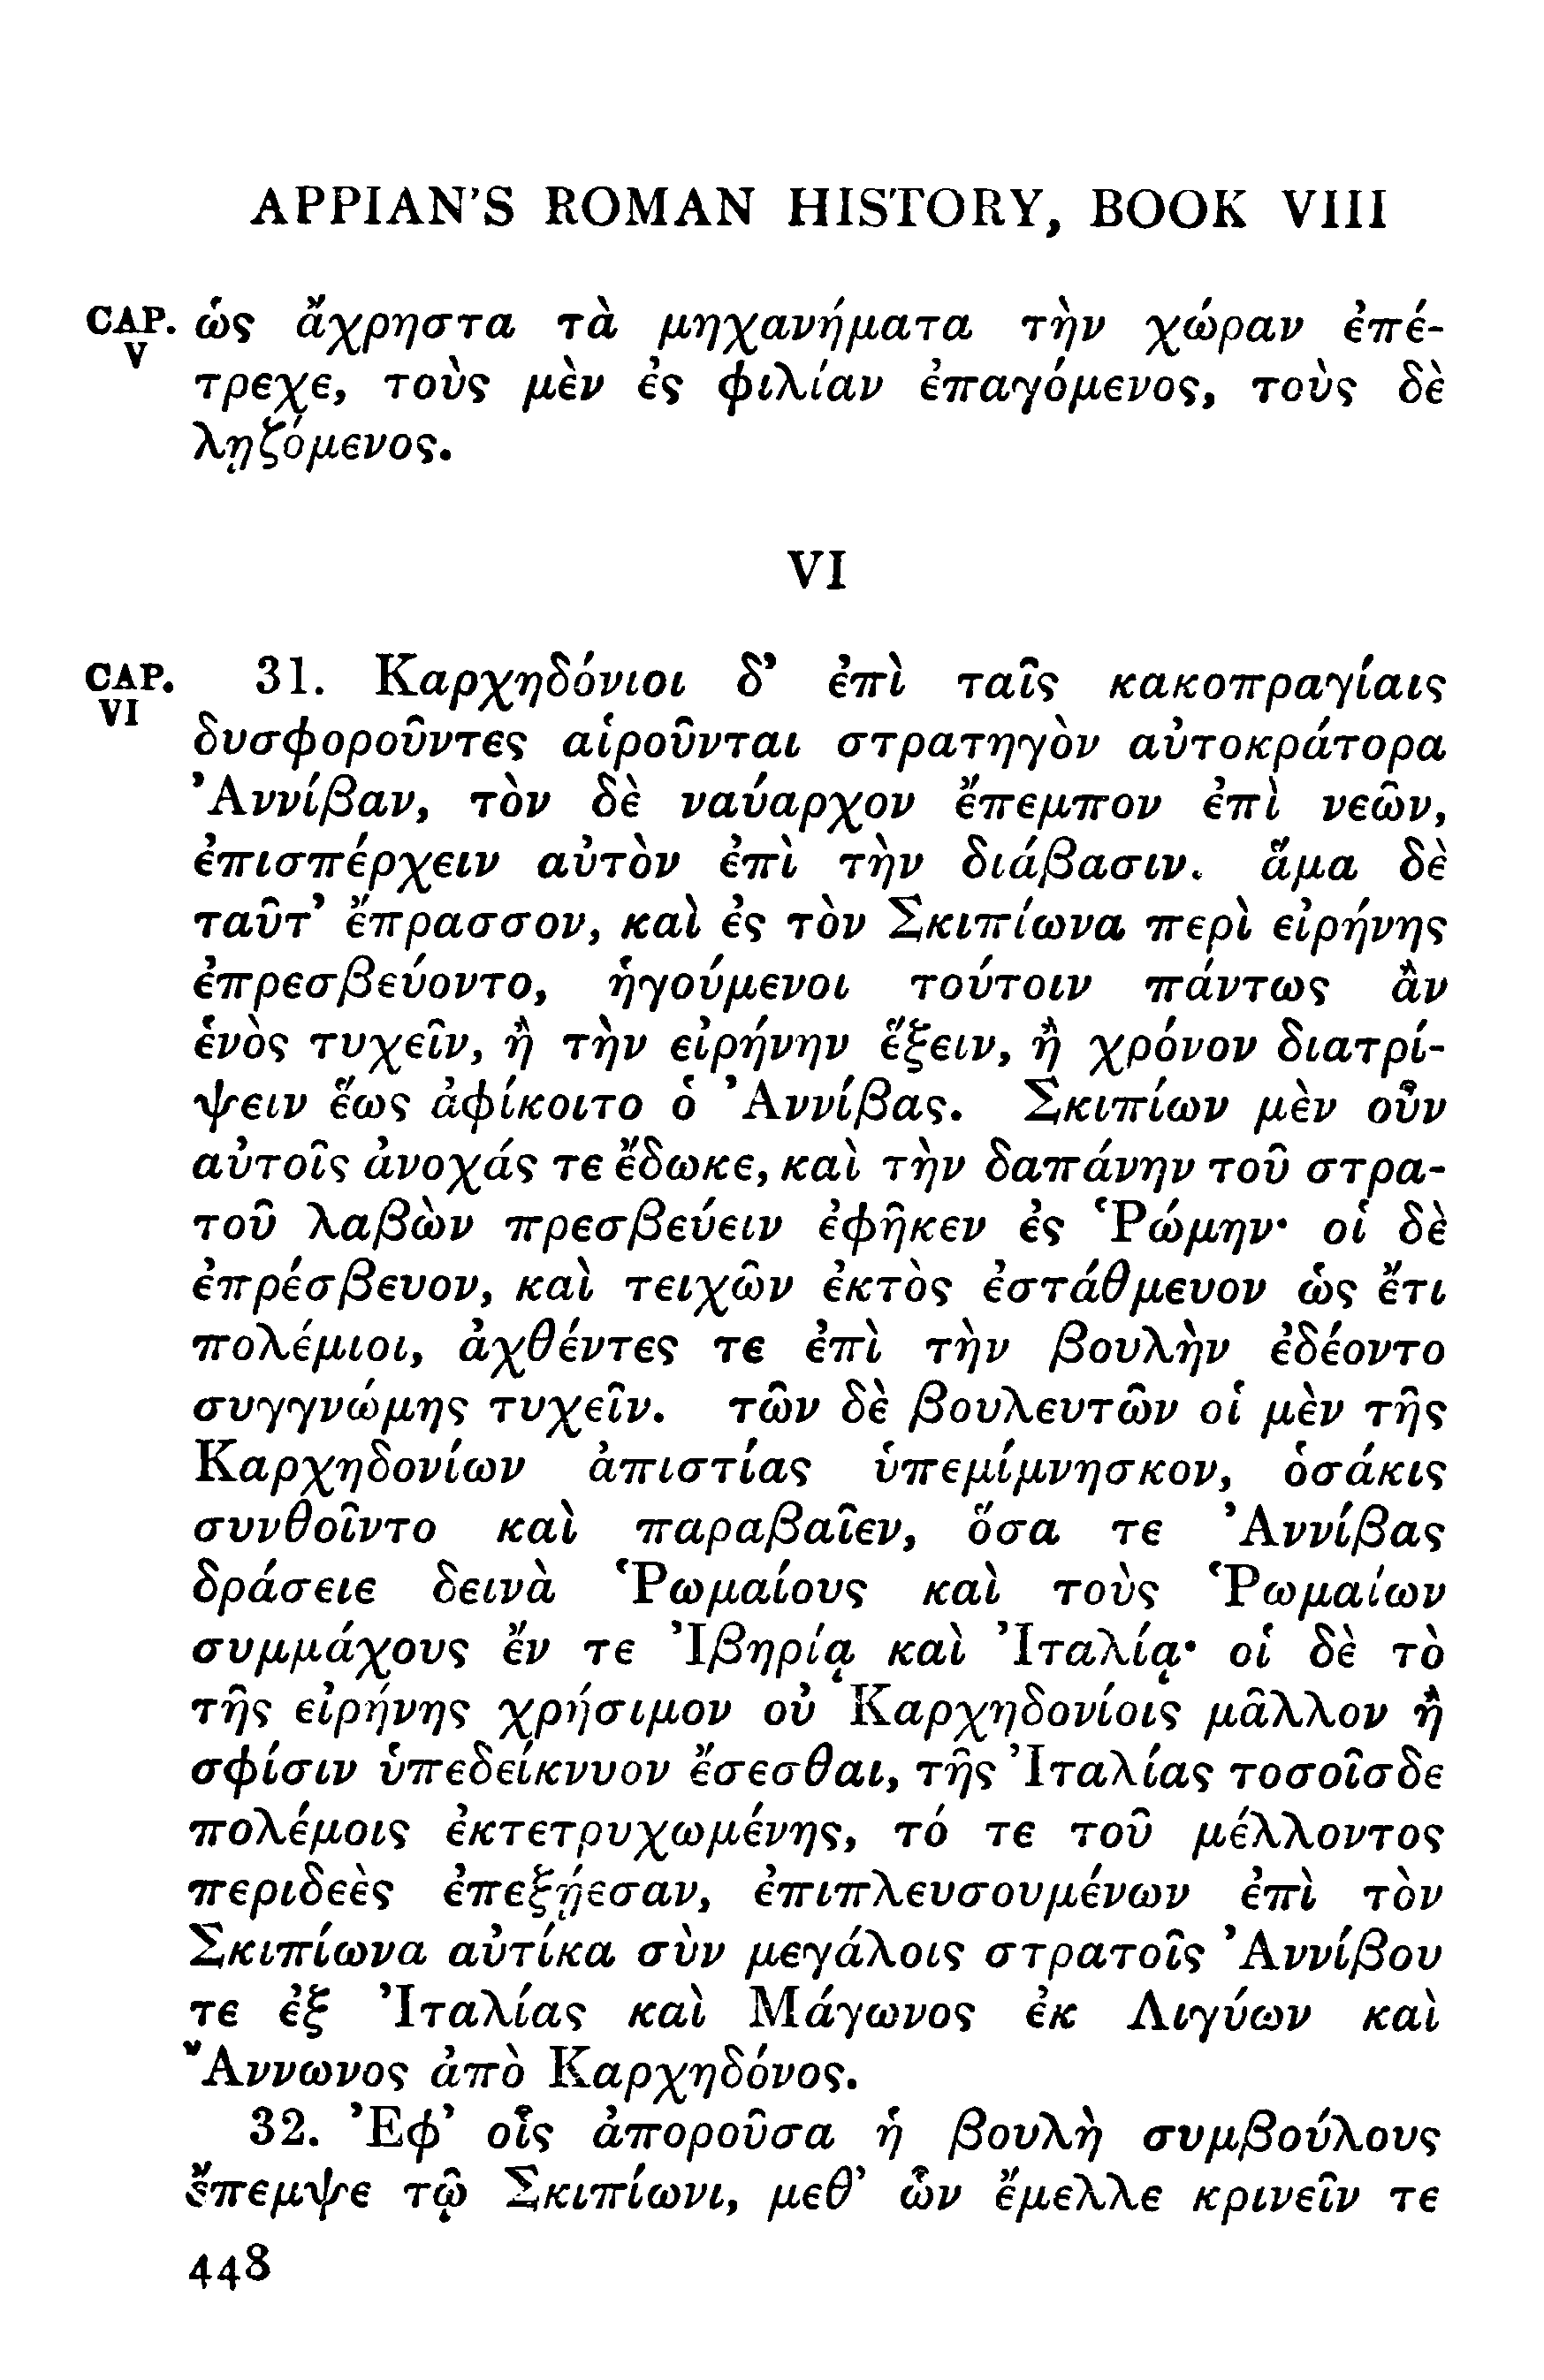 APPIAN'S ROMAN HISTORY, BOOK VIII
CAP. ὡς ἄχρηστα τὰ μηχανήματα τὴν χώραν ἐπέ-
V
τρεχε, τοὺς μὲν ἐς φιλίαν ἐπαγόμενος, τοὺς δὲ
λῃζόμενος.
VI
CAP. 31. Καρχηδόνιοι δ' ἐπὶ ταῖς κακοπραγίαις
VI
δυσφοροῦντες αἱροῦνται στρατηγὸν αὐτοκράτορα
Ἀννίβαν, τὸν δὲ ναύαρχον ἔπεμπον ἐπὶ νεῶν,
ἐπισπέρχειν αὐτὸν ἐπὶ τὴν διάβασιν. ἅμα δὲ
ταῦτ' ἔπρασσον, καὶ ἐς τὸν Σκιπίωνα περὶ εἰρήνης
ἐπρεσβεύοντο, ἡγούμενοι τούτοιν πάντως ἂν
ἑνὸς τυχεῖν, ἢ τὴν εἰρήνην ἕξειν, ἢ χρόνον διατρί-
ψειν ἕως ἀφίκοιτο ὁ Ἀννίβας. Σκιπίων μὲν οὖν
αὐτοῖς ἀνοχάς τε ἔδωκε, καὶ τὴν δαπάνην τοῦ στρα-
τοῦ λαβὼν πρεσβεύειν ἐφῆκεν ἐς Ῥώμην· οἱ δὲ
ἐπρέσβευον, καὶ τειχῶν ἐκτὸς ἐστάθμευον ὡς ἔτι
πολέμιοι, ἀχθέντες τε ἐπὶ τὴν βουλὴν ἐδέοντο
συγγνώμης τυχεῖν. τῶν δὲ βουλευτῶν οἱ μὲν τῆς
Καρχηδονίων ἀπιστίας ὑπεμίμνησκον, ὁσάκις
συνθοῖντο καὶ παραβαῖεν, ὅσα τε Ἀννίβας
δράσειε δεινὰ Ῥωμαίους καὶ τοὺς Ῥωμαίων
συμμάχους ἔν τε Ἰβηρίᾳ καὶ Ἰταλίᾳ· οἱ δὲ τὸ
τῆς εἰρήνης χρήσιμον οὐ Καρχηδονίοις μᾶλλον ἢ
σφίσιν ὑπεδείκνυον ἔσεσθαι, τῆς Ἰταλίας τοσοῖσδε
πολέμοις ἐκτετρυχωμένης, τό τε τοῦ μέλλοντος
περιδεὲς ἐπεξῄεσαν, ἐπιπλευσουμένων ἐπὶ τὸν
Σκιπίωνα αὐτίκα σὺν μεγάλοις στρατοῖς Ἀννίβου
τε ἐξ Ἰταλίας καὶ Μάγωνος ἐκ Λιγύων καὶ
Ἄννωνος ἀπὸ Καρχηδόνος.
32. Ἐφ' οἷς ἀποροῦσα ἡ βουλὴ συμβούλους
ἔπεμψε τῷ Σκιπίωνι, μεθ' ὧν ἔμελλε κρινεῖν τε
448